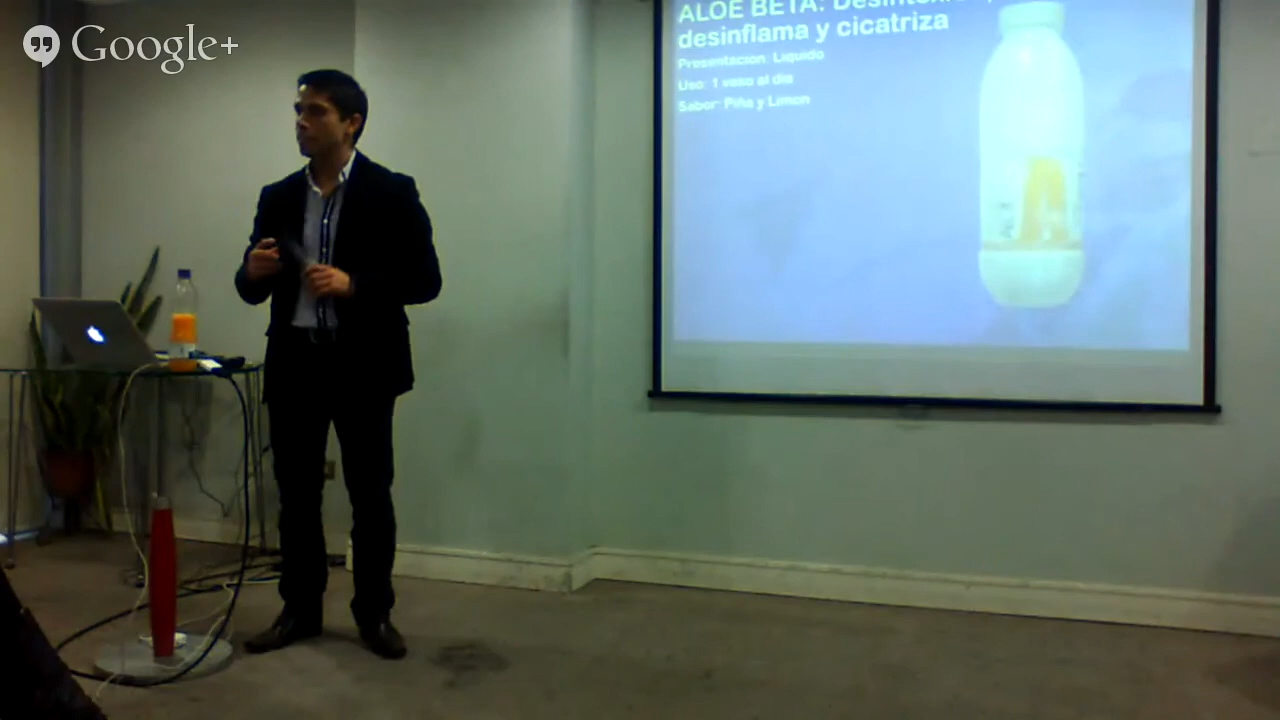 Google+
ALOE BETA:
desinflama y cicatriza
Presentacion: Liquido
Uso: 1 vaso al dia
Sabor: Piña y Limon